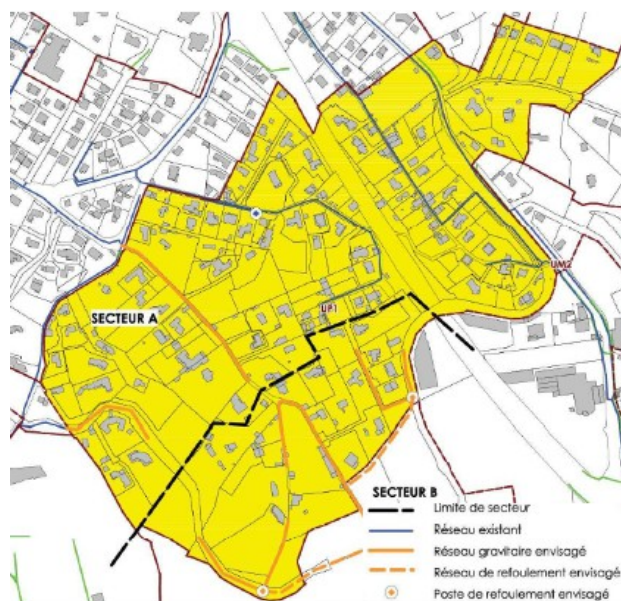 UM2
UP1
SECTEUR A
SECTEUR B
Limite de secteur
Réseau existant
Réseau gravitaire envisagé
Réseau de refoulement envisagé
Poste de refoulement envisagé